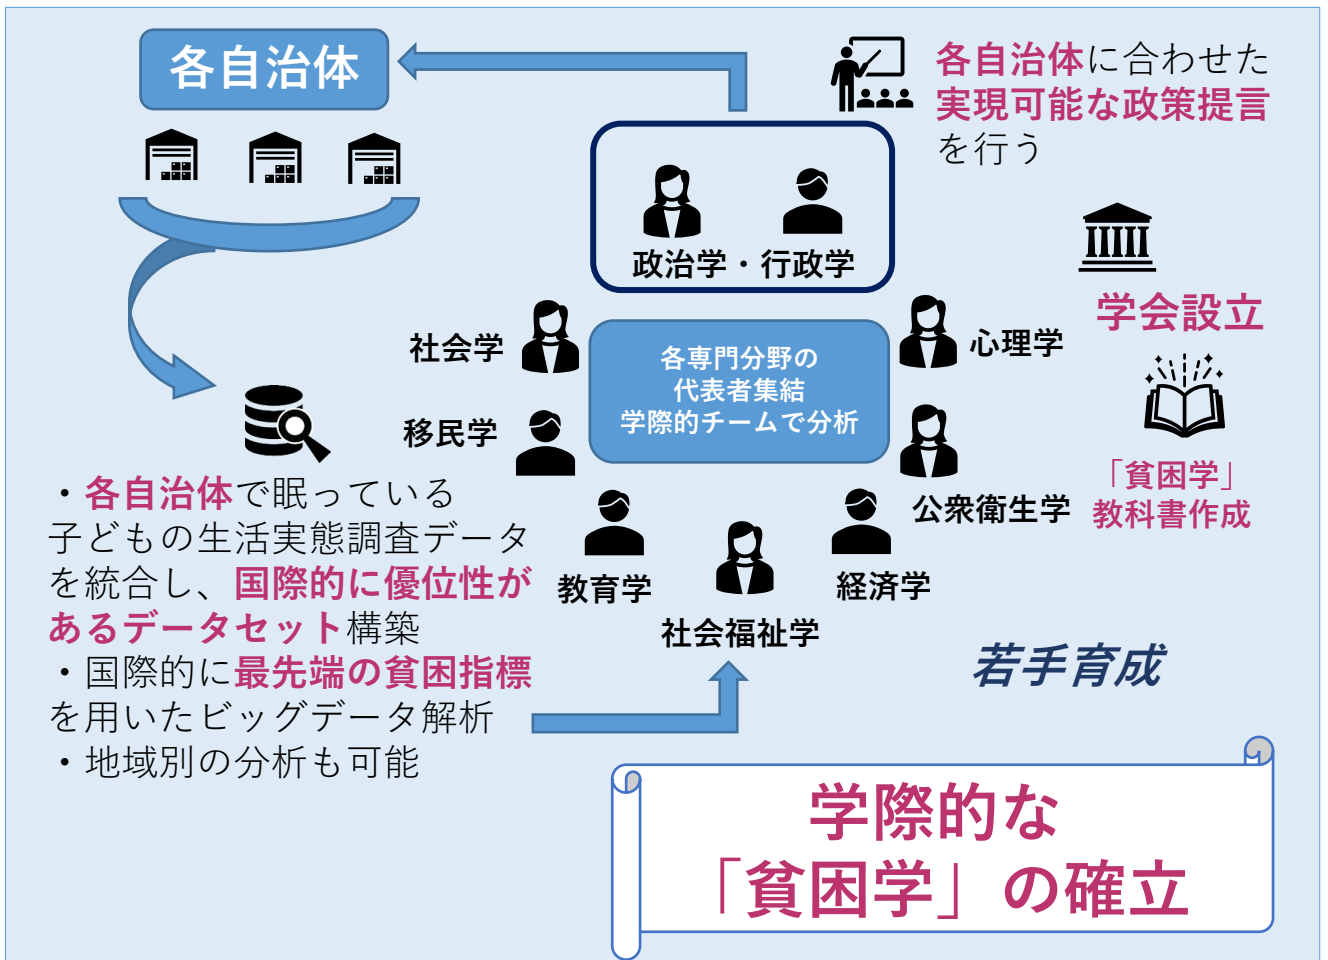 各自治体
各自治体に合わせた
実現可能な政策提言
を行う
政治学・行政学
学会設立
社会学
各専門分野の
代表者集結
学際的チームで分析
心理学
移民学
「貧困学」
教科書作成
公衆衛生学
教育学
経済学
社会福祉学
・各自治体で眠っている
子どもの生活実態調査データ
を統合し、国際的に優位性が
あるデータセット構築
・国際的に最先端の貧困指標
を用いたビッグデータ解析
・地域別の分析も可能
若手育成
学際的な
「貧困学」の確立